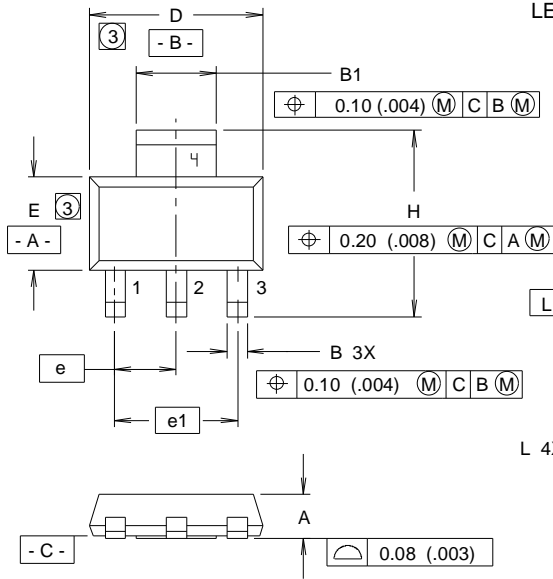 LE
D
3
- B -
B1
⌖ 0.10 (.004) Ⓜ C B Ⓜ
4
E 3
H
- A -
⌖ 0.20 (.008) Ⓜ C A Ⓜ
1 2 3
L
B 3X
e
⌖ 0.10 (.004) Ⓜ C B Ⓜ
e1
L 4X
A
- C -
⌓ 0.08 (.003)